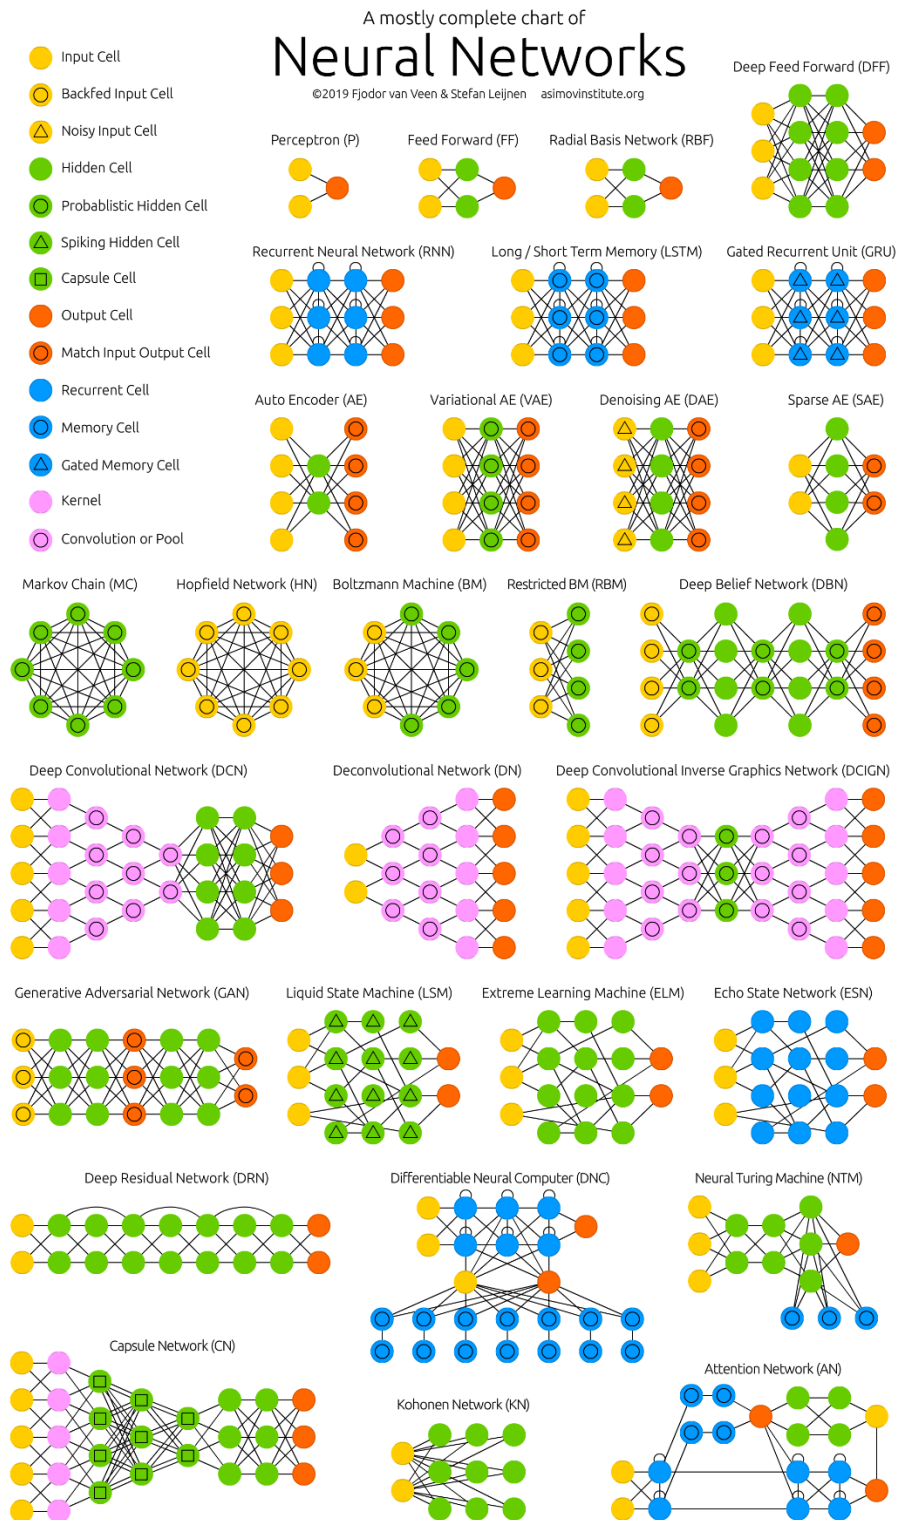 A mostly complete chart of
Neural Networks
©2019 Fjodor van Veen & Stefan Leijnen asimovinstitute.org
Input Cell
Backfed Input Cell
Noisy Input Cell
Hidden Cell
Probablistic Hidden Cell
Spiking Hidden Cell
Capsule Cell
Output Cell
Match Input Output Cell
Recurrent Cell
Memory Cell
Gated Memory Cell
Kernel
Convolution or Pool
Deep Feed Forward (DFF)
Perceptron (P)
Feed Forward (FF)
Radial Basis Network (RBF)
Recurrent Neural Network (RNN)
Long / Short Term Memory (LSTM)
Gated Recurrent Unit (GRU)
Auto Encoder (AE)
Variational AE (VAE)
Denoising AE (DAE)
Sparse AE (SAE)
Markov Chain (MC)
Hopfield Network (HN)
Boltzmann Machine (BM)
Restricted BM (RBM)
Deep Belief Network (DBN)
Deep Convolutional Network (DCN)
Deconvolutional Network (DN)
Deep Convolutional Inverse Graphics Network (DCIGN)
Generative Adversarial Network (GAN)
Liquid State Machine (LSM)
Extreme Learning Machine (ELM)
Echo State Network (ESN)
Deep Residual Network (DRN)
Differentiable Neural Computer (DNC)
Neural Turing Machine (NTM)
Capsule Network (CN)
Kohonen Network (KN)
Attention Network (AN)